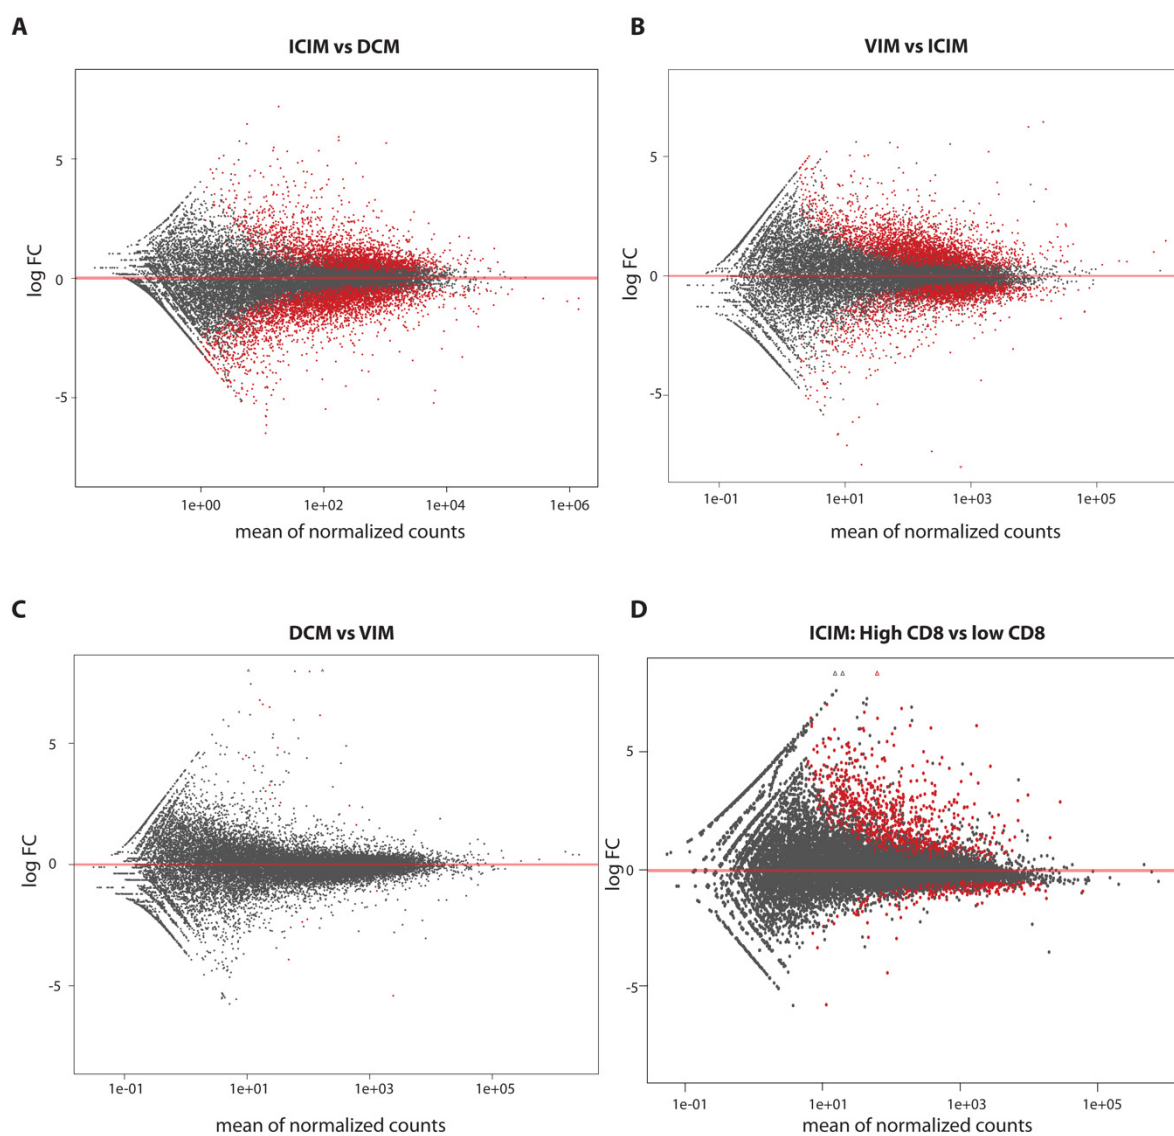 A
ICIM vs DCM
log FC
5
0
-5
1e+00 1e+02 1e+04 1e+06
mean of normalized counts
B
VIM vs ICIM
log FC
5
0
-5
1e-01 1e+01 1e+03 1e+05
mean of normalized counts
C
DCM vs VIM
log FC
5
0
-5
1e-01 1e+01 1e+03 1e+05
mean of normalized counts
D
ICIM: High CD8 vs low CD8
log FC
5
0
-5
1e-01 1e+01 1e+03 1e+05
mean of normalized counts